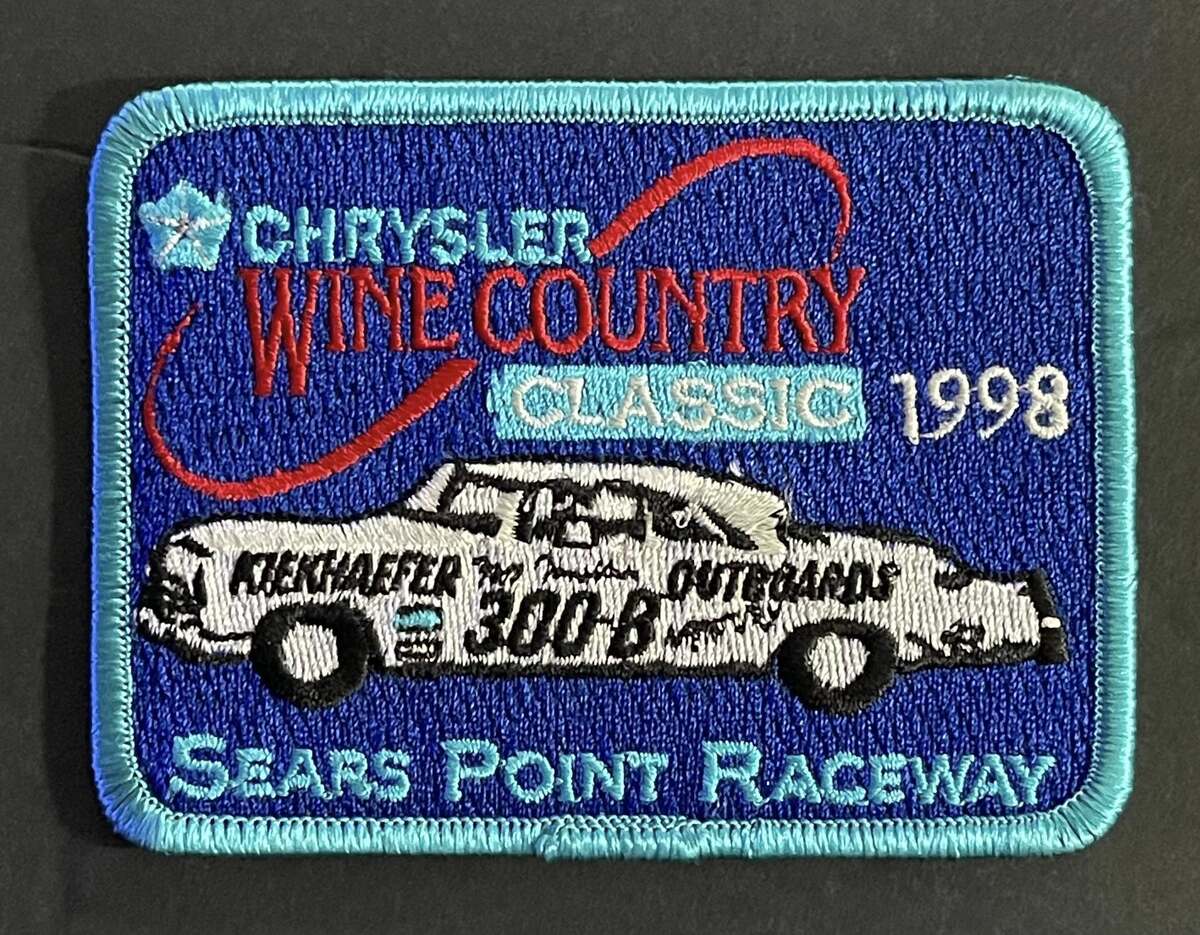 CHRYSLER
WINE COUNTRY
CLASSIC 1998
KIEKHAEFER OUTBOARDS
300-B
SEARS POINT RACEWAY